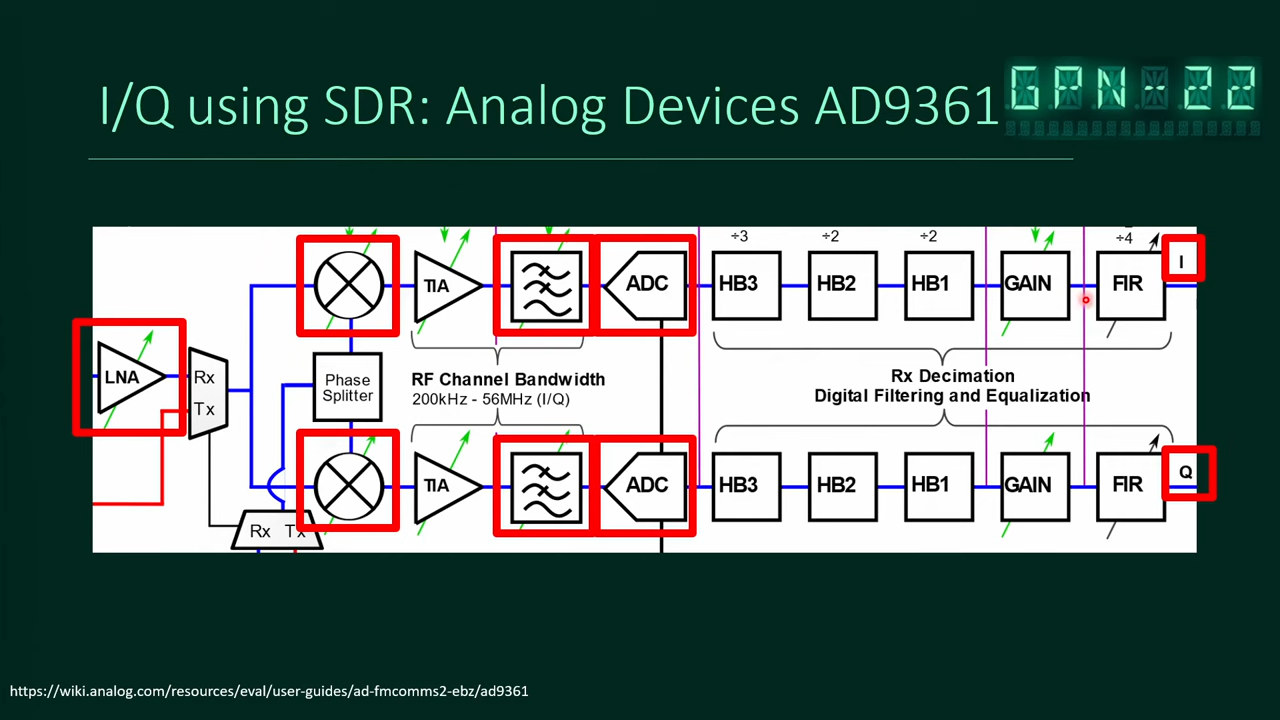 I/Q using SDR: Analog Devices AD9361
GPN-22
÷3
÷2
÷2
÷4
I
TIA
ADC
HB3
HB2
HB1
GAIN
FIR
LNA
Rx
Tx
Phase
Splitter
RF Channel Bandwidth
200kHz - 56MHz (I/Q)
Rx Decimation
Digital Filtering and Equalization
TIA
ADC
HB3
HB2
HB1
GAIN
FIR
Q
Rx Tx
https://wiki.analog.com/resources/eval/user-guides/ad-fmcomms2-ebz/ad9361